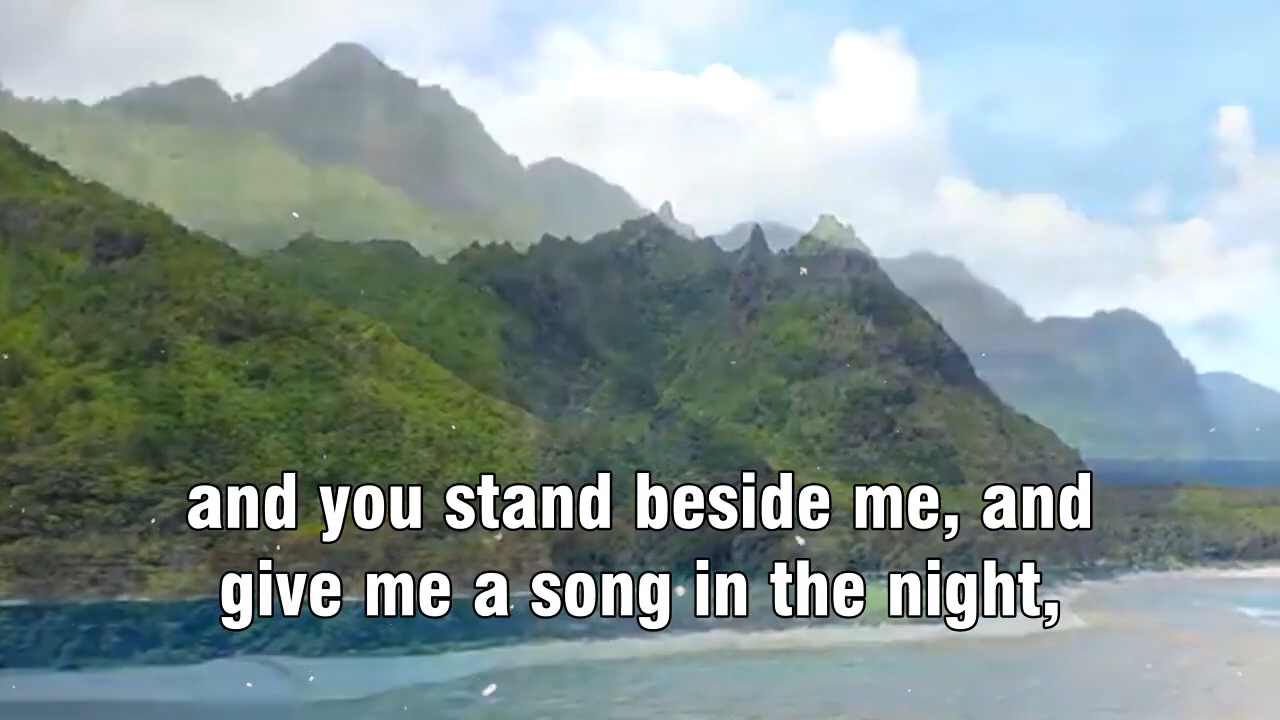 and you stand beside me, and
give me a song in the night,